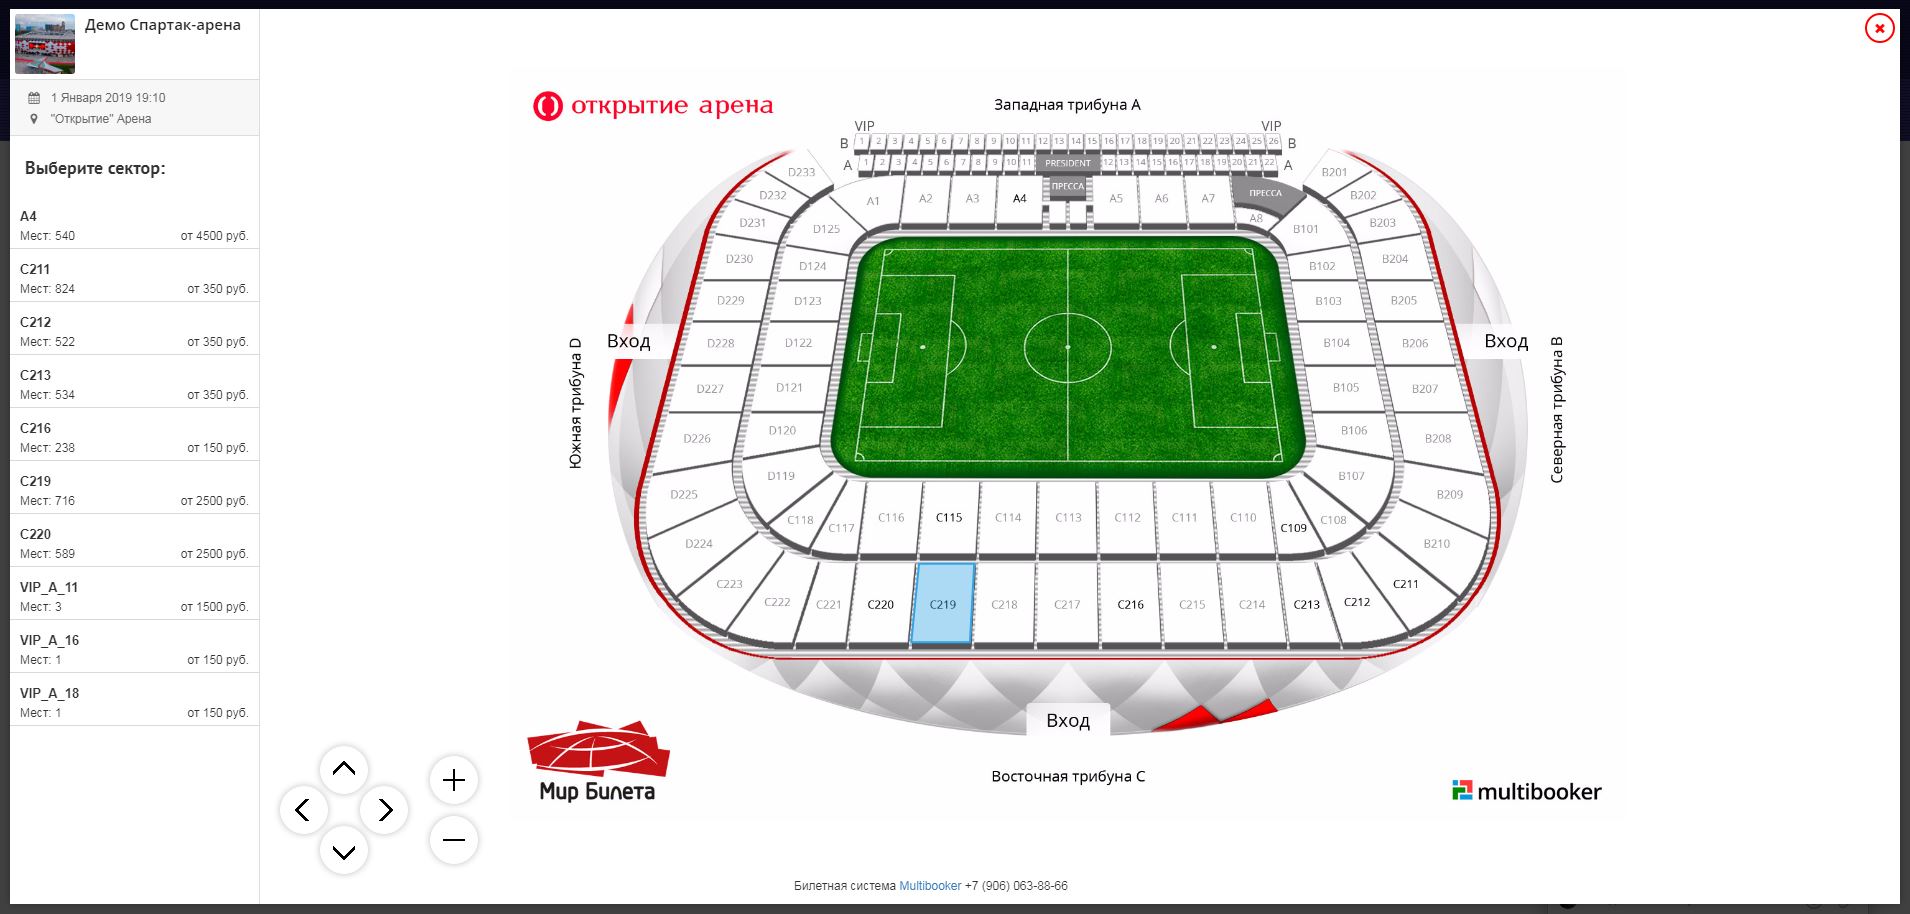 Демо Спартак-арена
1 Января 2019 19:10
"Открытие" Арена
Выберите сектор:
A4
Мест: 540 от 4500 руб.
C211
Мест: 824 от 350 руб.
C212
Мест: 522 от 350 руб.
C213
Мест: 534 от 350 руб.
C216
Мест: 238 от 150 руб.
C219
Мест: 716 от 2500 руб.
C220
Мест: 589 от 2500 руб.
VIP_A_11
Мест: 3 от 1500 руб.
VIP_A_16
Мест: 1 от 150 руб.
VIP_A_18
Мест: 1 от 150 руб.
открытие арена
Западная трибуна А
VIP VIP
B 1 2 3 4 5 6 7 8 9 10 11 12 13 14 15 16 17 18 19 20 21 22 23 24 25 26 B
A 1 2 3 4 5 6 7 8 9 10 11 PRESIDENT 12 13 14 15 16 17 18 19 20 21 22 A
ПРЕССА ПРЕССА
A1 A2 A3 A4 A5 A6 A7 A8
D233 B201
D232 B202
D231 D125 B101 B203
D230 D124 B102 B204
D229 D123 B103 B205
Вход D228 D122 B104 B206 Вход
D227 D121 B105 B207
D226 D120 B106 B208
D225 D119 B107 B209
Южная трибуна D
Северная трибуна B
C118 C117 C116 C115 C114 C113 C112 C111 C110 C109 C108
D224 B210
C223 C222 C221 C220 C219 C218 C217 C216 C215 C214 C213 C212 C211
Вход
Восточная трибуна С
Мир Билета
multibooker
Билетная система Multibooker +7 (906) 063-88-66